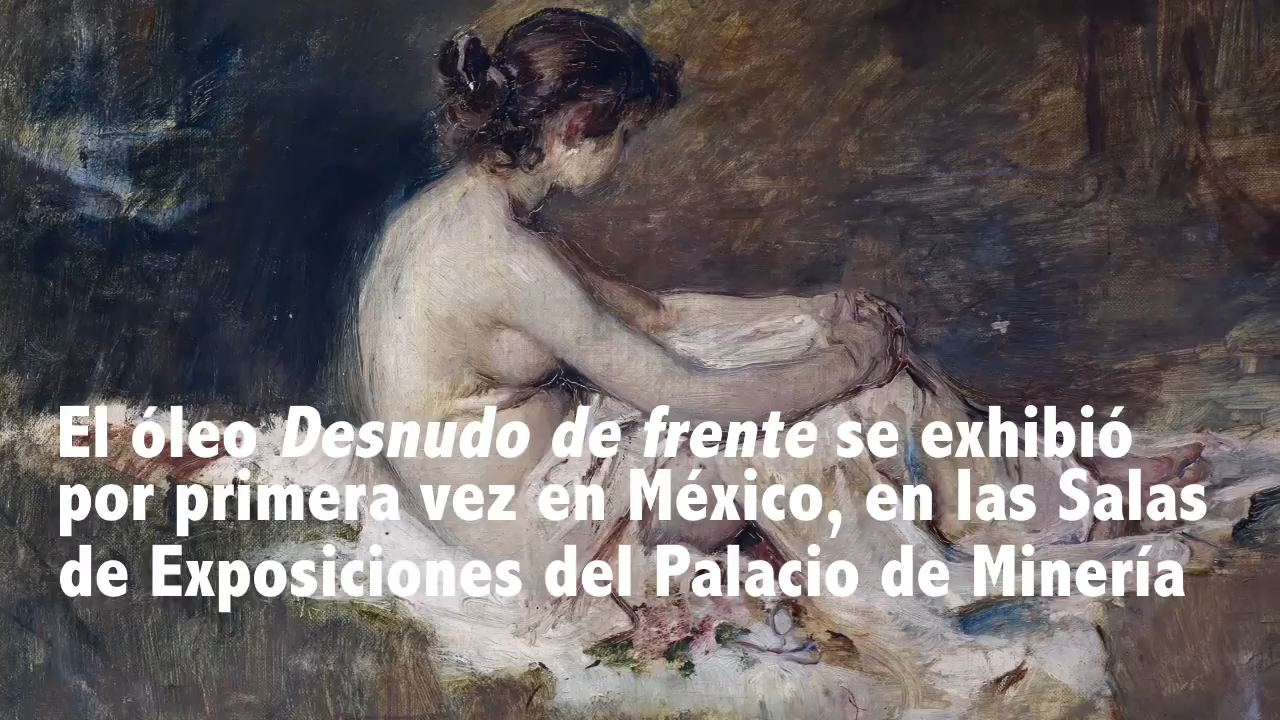 El óleo Desnudo de frente se exhibió
por primera vez en México, en las Salas
de Exposiciones del Palacio de Minería